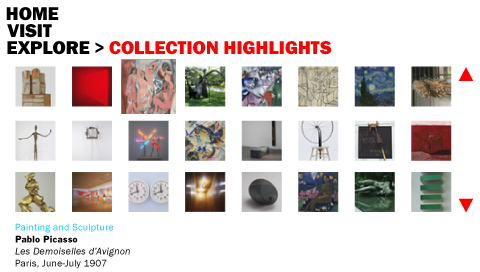 HOME
VISIT
EXPLORE > COLLECTION HIGHLIGHTS
Painting and Sculpture
Pablo Picasso
Les Demoiselles d'Avignon
Paris, June-July 1907